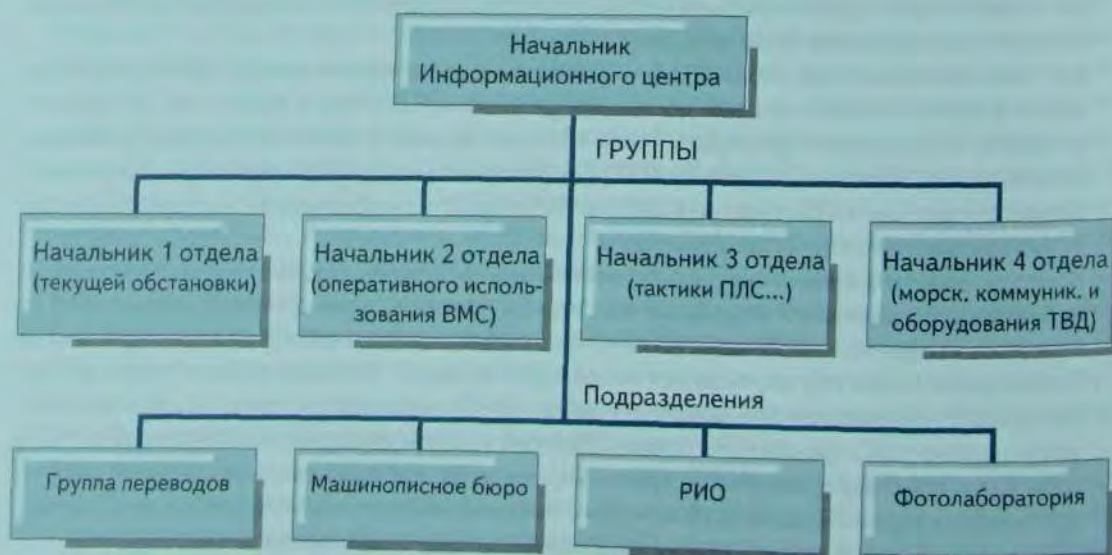 Начальник
Информационного центра
ГРУППЫ
Начальник 1 отдела
(текущей обстановки)
Начальник 2 отдела
(оперативного исполь-
зования ВМС)
Начальник 3 отдела
(тактики ПЛС...)
Начальник 4 отдела
(морск. коммуник. и
оборудования ТВД)
Подразделения
Группа переводов
Машинописное бюро
РИО
Фотолаборатория